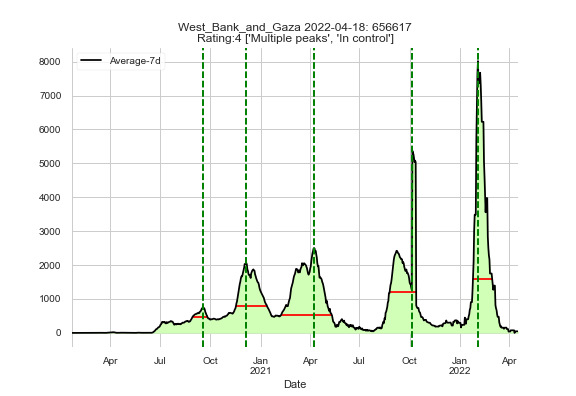 West_Bank_and_Gaza 2022-04-18: 656617
Rating:4 ['Multiple peaks', 'In control']
Average-7d
8000
7000
6000
5000
4000
3000
2000
1000
0
Apr Jul Oct Jan Apr Jul Oct Jan Apr
2021 2022
Date